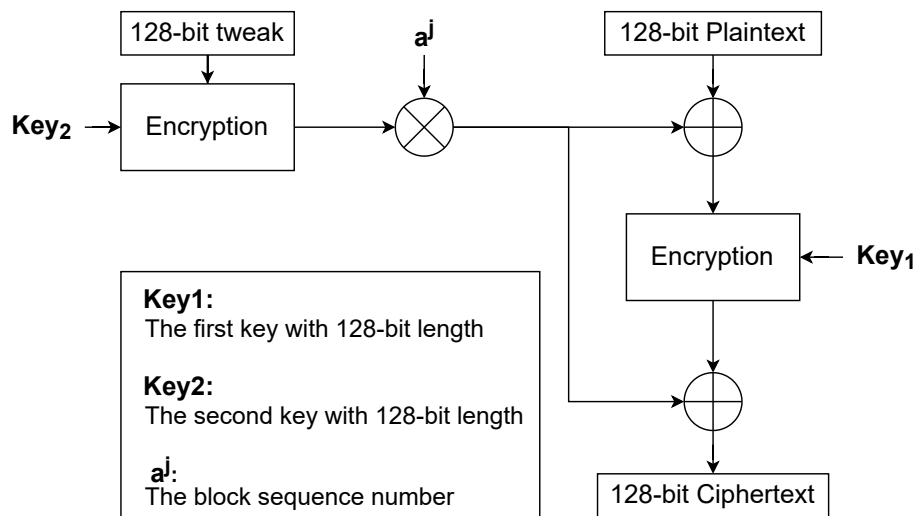 128-bit tweak
a^j
128-bit Plaintext
Key₂
Encryption
Encryption
Key₁
Key1:
The first key with 128-bit length
Key2:
The second key with 128-bit length
a^j:
The block sequence number
128-bit Ciphertext